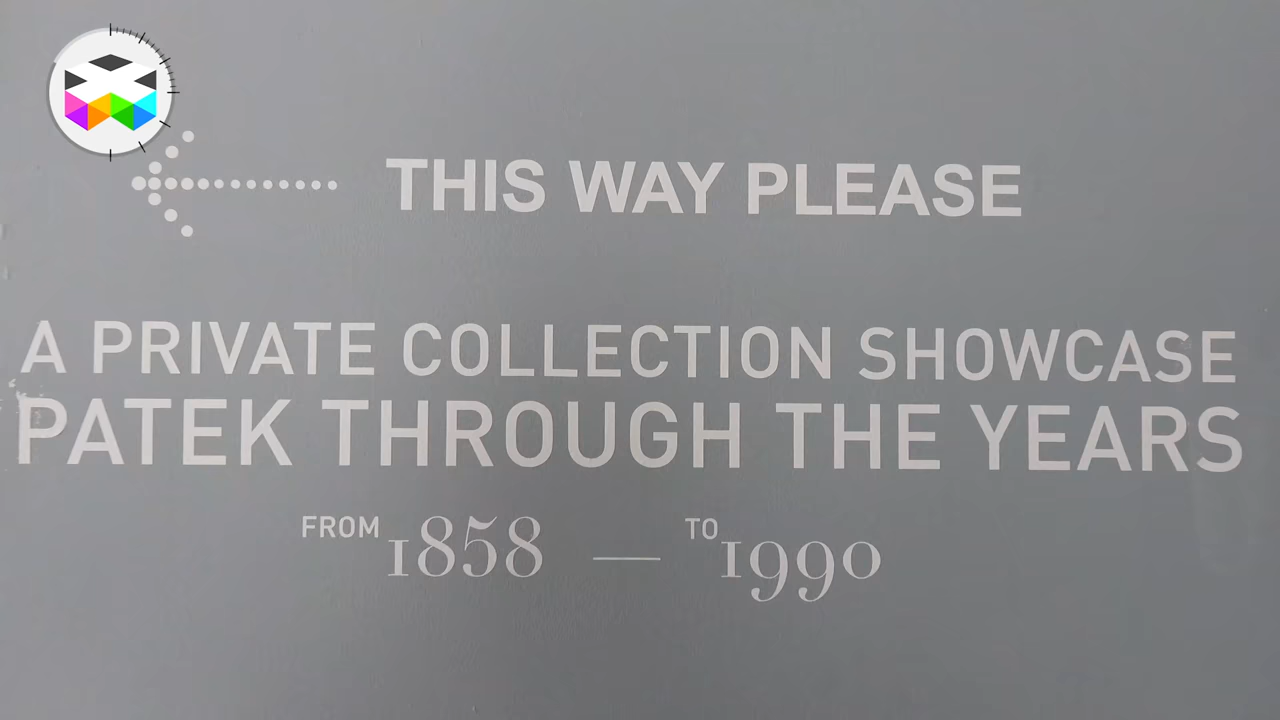 THIS WAY PLEASE
A PRIVATE COLLECTION SHOWCASE
PATEK THROUGH THE YEARS
FROM 1858 — TO 1990